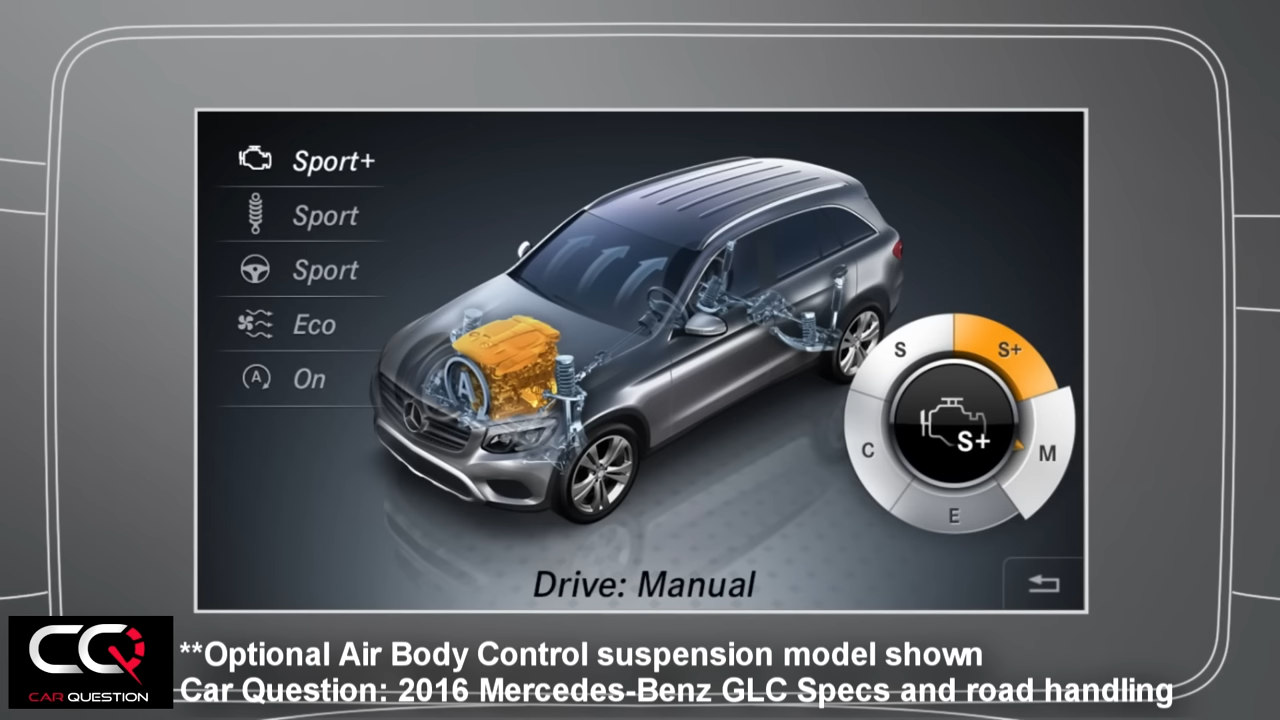 Sport+
Sport
Sport
Eco
A On
A
S S+
C S+ M
E
Drive: Manual
CQ
CAR QUESTION
**Optional Air Body Control suspension model shown
Car Question: 2016 Mercedes-Benz GLC Specs and road handling